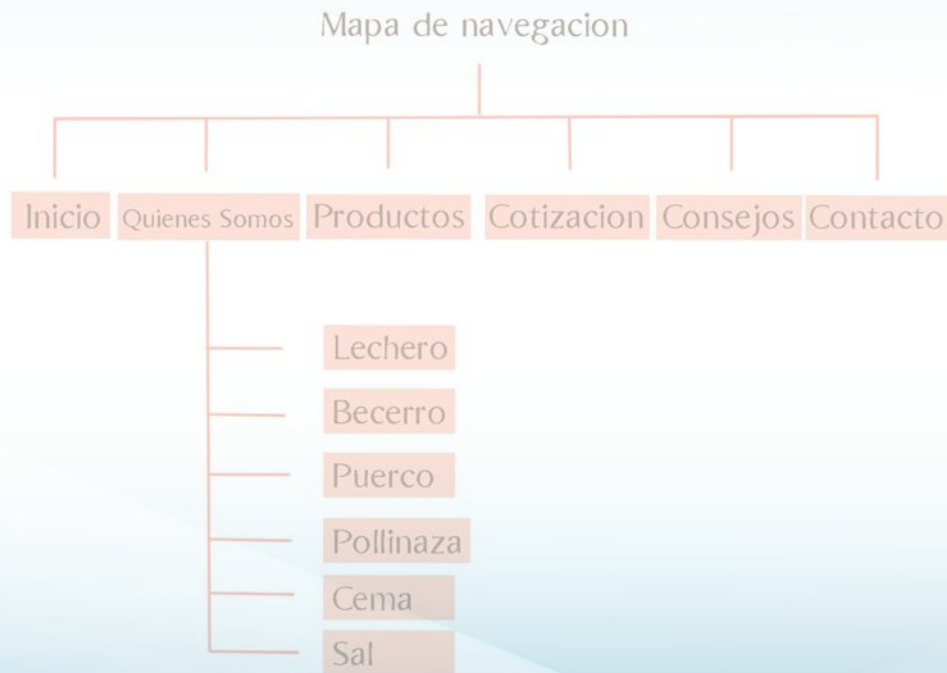 Mapa de navegacion
Inicio Quienes Somos Productos Cotizacion Consejos Contacto
Lechero
Becerro
Puerco
Pollinaza
Cema
Sal